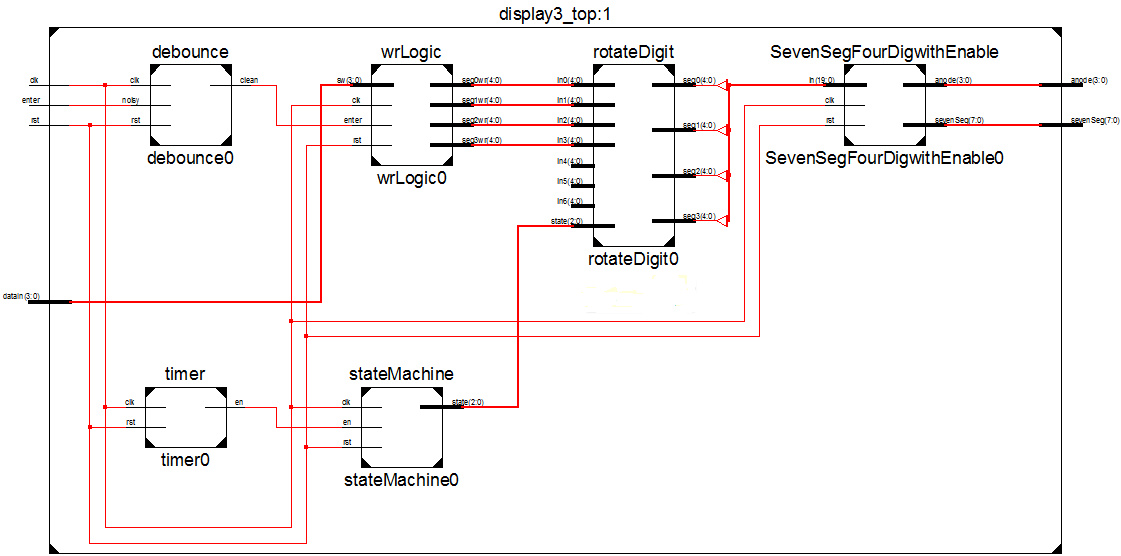 display3_top:1
debounce
wrLogic
rotateDigit
SevenSegFourDigwithEnable
clk
clk
clean
sw(3:0)
seg0wr(4:0)
in0(4:0)
seg0(4:0)
in(19:0)
anode(3:0)
anode(3:0)
enter
noisy
clk
seg1wr(4:0)
in1(4:0)
clk
rst
rst
enter
seg2wr(4:0)
in2(4:0)
seg1(4:0)
rst
sevenSeg(7:0)
sevenSeg(7:0)
rst
seg3wr(4:0)
in3(4:0)
debounce0
SevenSegFourDigwithEnable0
in4(4:0)
seg2(4:0)
wrLogic0
in5(4:0)
in6(4:0)
state(2:0)
seg3(4:0)
rotateDigit0
dataIn(3:0)
timer
stateMachine
clk
en
clk
state(2:0)
rst
en
rst
timer0
stateMachine0